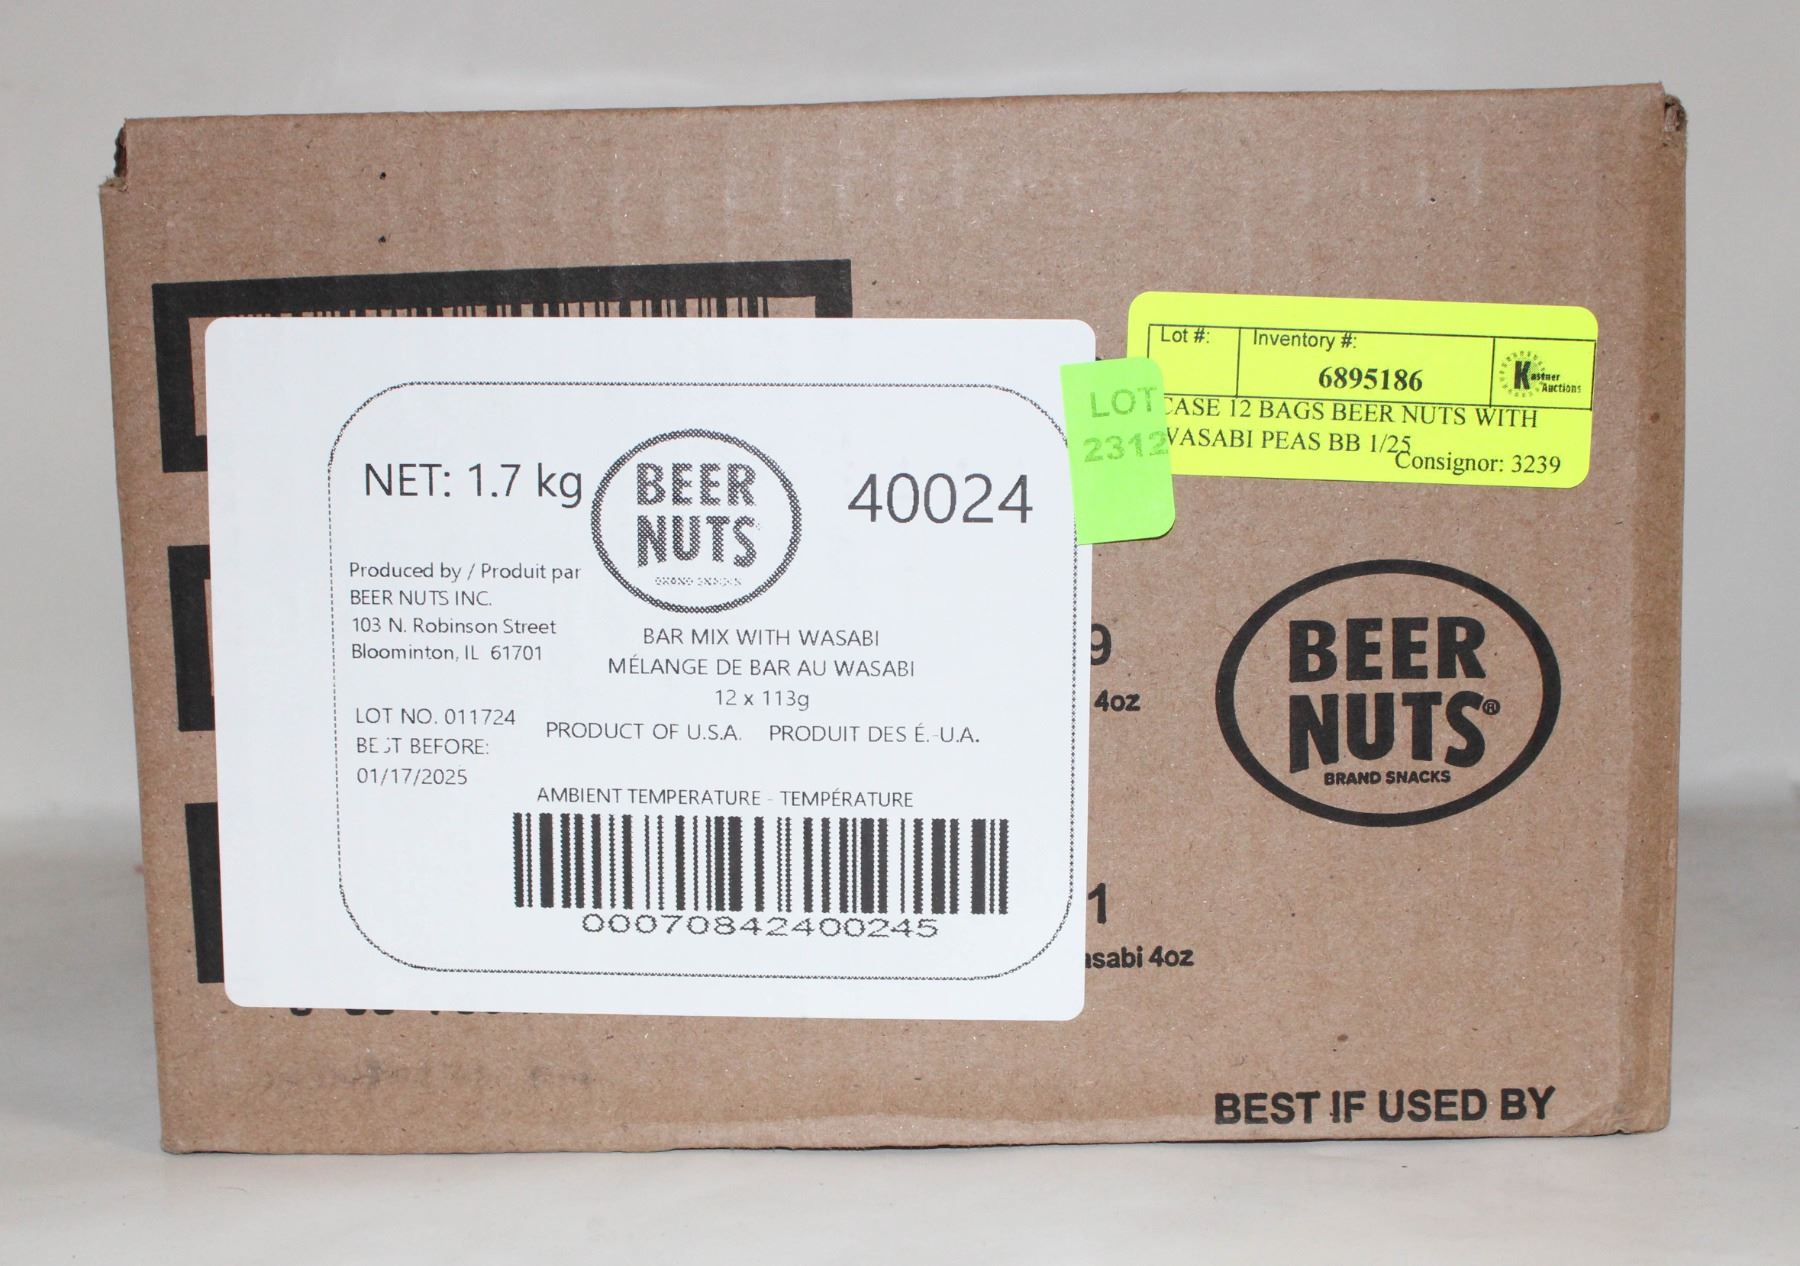 Lot #:
Inventory #:
6895186
Kastner
Auctions
CASE 12 BAGS BEER NUTS WITH
WASABI PEAS BB 1/25
Consignor: 3239
LOT
2312
NET: 1.7 kg
BEER
NUTS
40024
Produced by / Produit par
BEER NUTS INC.
103 N. Robinson Street
Bloominton, IL 61701
BAR MIX WITH WASABI
MÉLANGE DE BAR AU WASABI
12 x 113g
LOT NO. 011724
BEST BEFORE:
01/17/2025
PRODUCT OF U.S.A. PRODUIT DES É.-U.A.
AMBIENT TEMPERATURE - TEMPÉRATURE
00070842400245
9
4oz
BEER
NUTS®
BRAND SNACKS
1
asabi 4oz
BEST IF USED BY